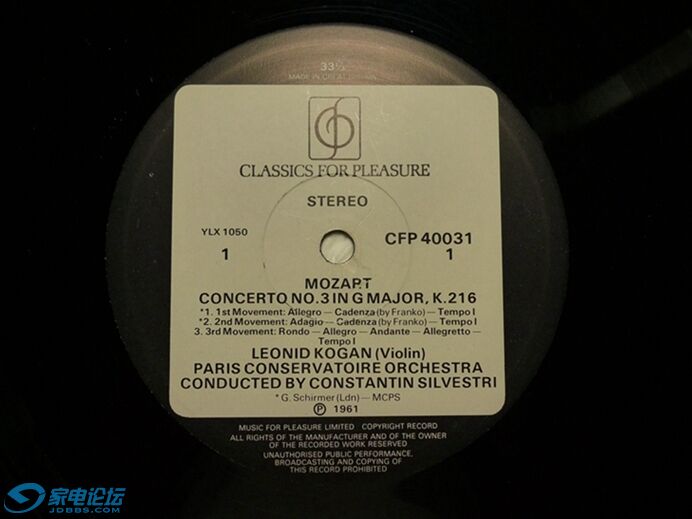 33⅓
MADE IN GREAT BRITAIN
CLASSICS FOR PLEASURE
STEREO
YLX 1050
CFP 40031
1
1
MOZART
CONCERTO NO.3 IN G MAJOR, K.216
*1. 1st Movement: Allegro — Cadenza (by Franko) — Tempo I
*2. 2nd Movement: Adagio — Cadenza (by Franko) — Tempo I
3. 3rd Movement: Rondo — Allegro — Andante — Allegretto —
Tempo I
LEONID KOGAN (Violin)
PARIS CONSERVATOIRE ORCHESTRA
CONDUCTED BY CONSTANTIN SILVESTRI
* G. Schirmer (Ldn) — MCPS
Ⓟ 1961
MUSIC FOR PLEASURE LIMITED COPYRIGHT RECORD
ALL RIGHTS OF THE MANUFACTURER AND OF THE OWNER
OF THE RECORDED WORK RESERVED
UNAUTHORISED PUBLIC PERFORMANCE,
BROADCASTING AND COPYING OF
THIS RECORD PROHIBITED
家电论坛
JDBBS.COM